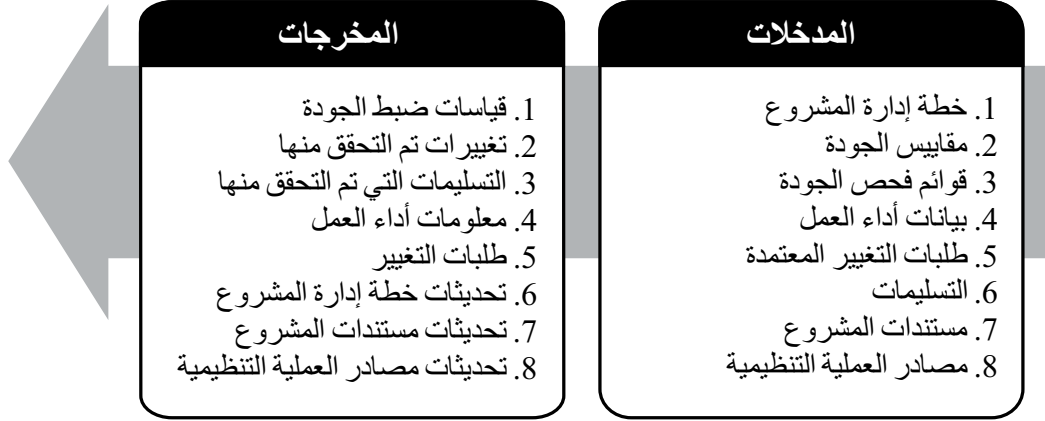 المدخلات
1. خطة إدارة المشروع
2. مقاييس الجودة
3. قوائم فحص الجودة
4. بيانات أداء العمل
5. طلبات التغيير المعتمدة
6. التسليمات
7. مستندات المشروع
8. مصادر العملية التنظيمية
المخرجات
1. قياسات ضبط الجودة
2. تغييرات تم التحقق منها
3. التسليمات التي تم التحقق منها
4. معلومات أداء العمل
5. طلبات التغيير
6. تحديثات خطة إدارة المشروع
7. تحديثات مستندات المشروع
8. تحديثات مصادر العملية التنظيمية